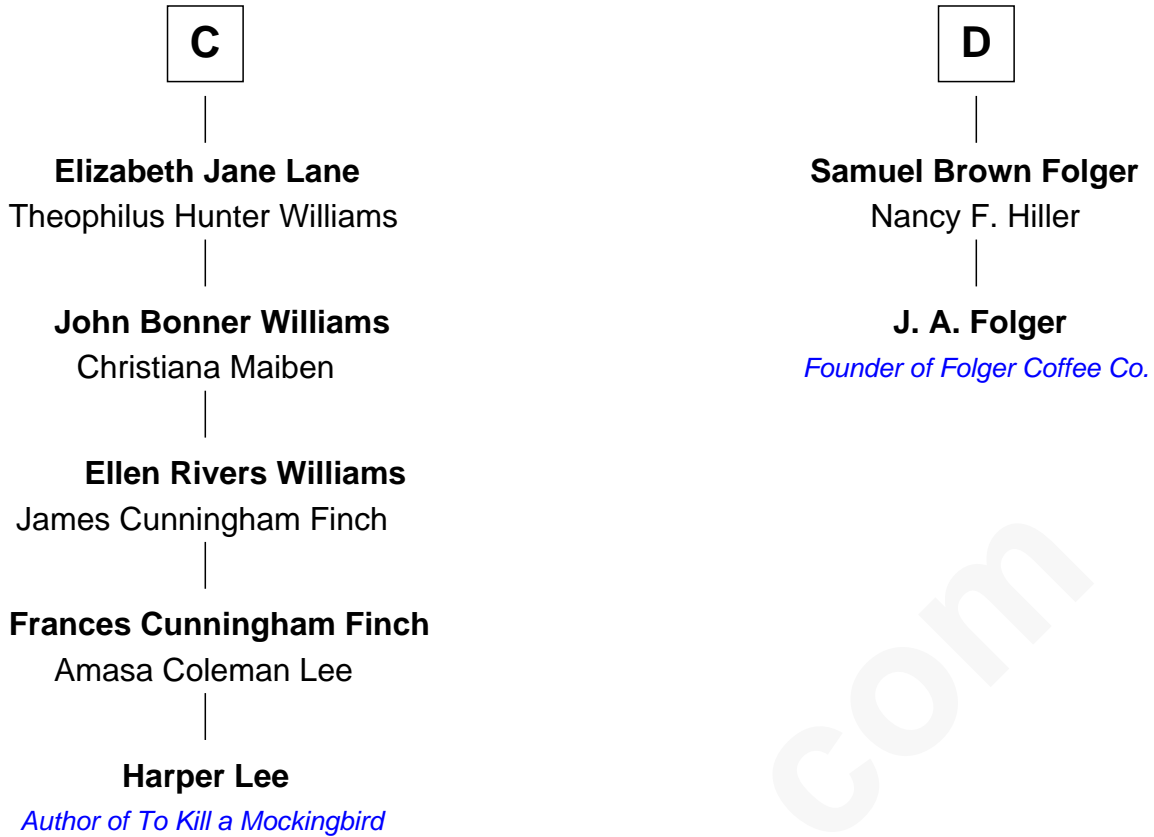 C
Elizabeth Jane Lane
Theophilus Hunter Williams
John Bonner Williams
Christiana Maiben
Ellen Rivers Williams
James Cunningham Finch
Frances Cunningham Finch
Amasa Coleman Lee
Harper Lee
Author of To Kill a Mockingbird
D
Samuel Brown Folger
Nancy F. Hiller
J. A. Folger
Founder of Folger Coffee Co.
com